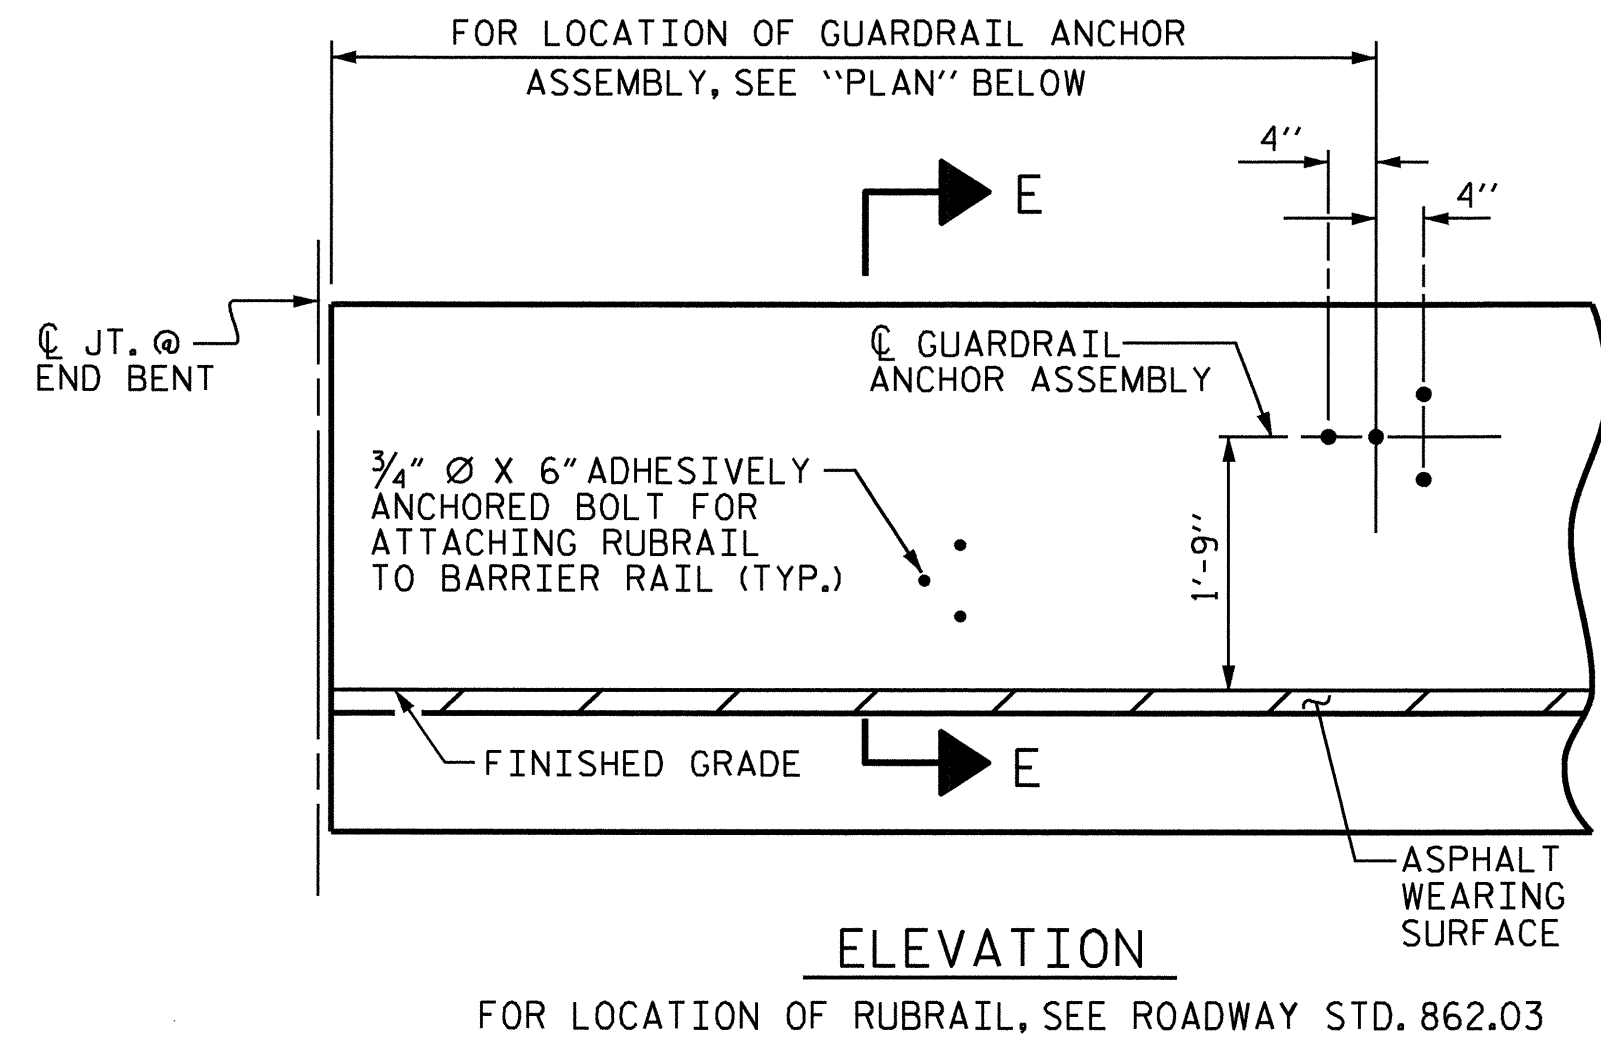 FOR LOCATION OF GUARDRAIL ANCHOR
ASSEMBLY, SEE "PLAN" BELOW
4"
4"
E
℄ JT. @
END BENT
℄ GUARDRAIL
ANCHOR ASSEMBLY
3/4" Ø X 6" ADHESIVELY
ANCHORED BOLT FOR
ATTACHING RUBRAIL
TO BARRIER RAIL (TYP.)
1'-9"
FINISHED GRADE
E
ASPHALT
WEARING
SURFACE
ELEVATION
FOR LOCATION OF RUBRAIL, SEE ROADWAY STD. 862.03